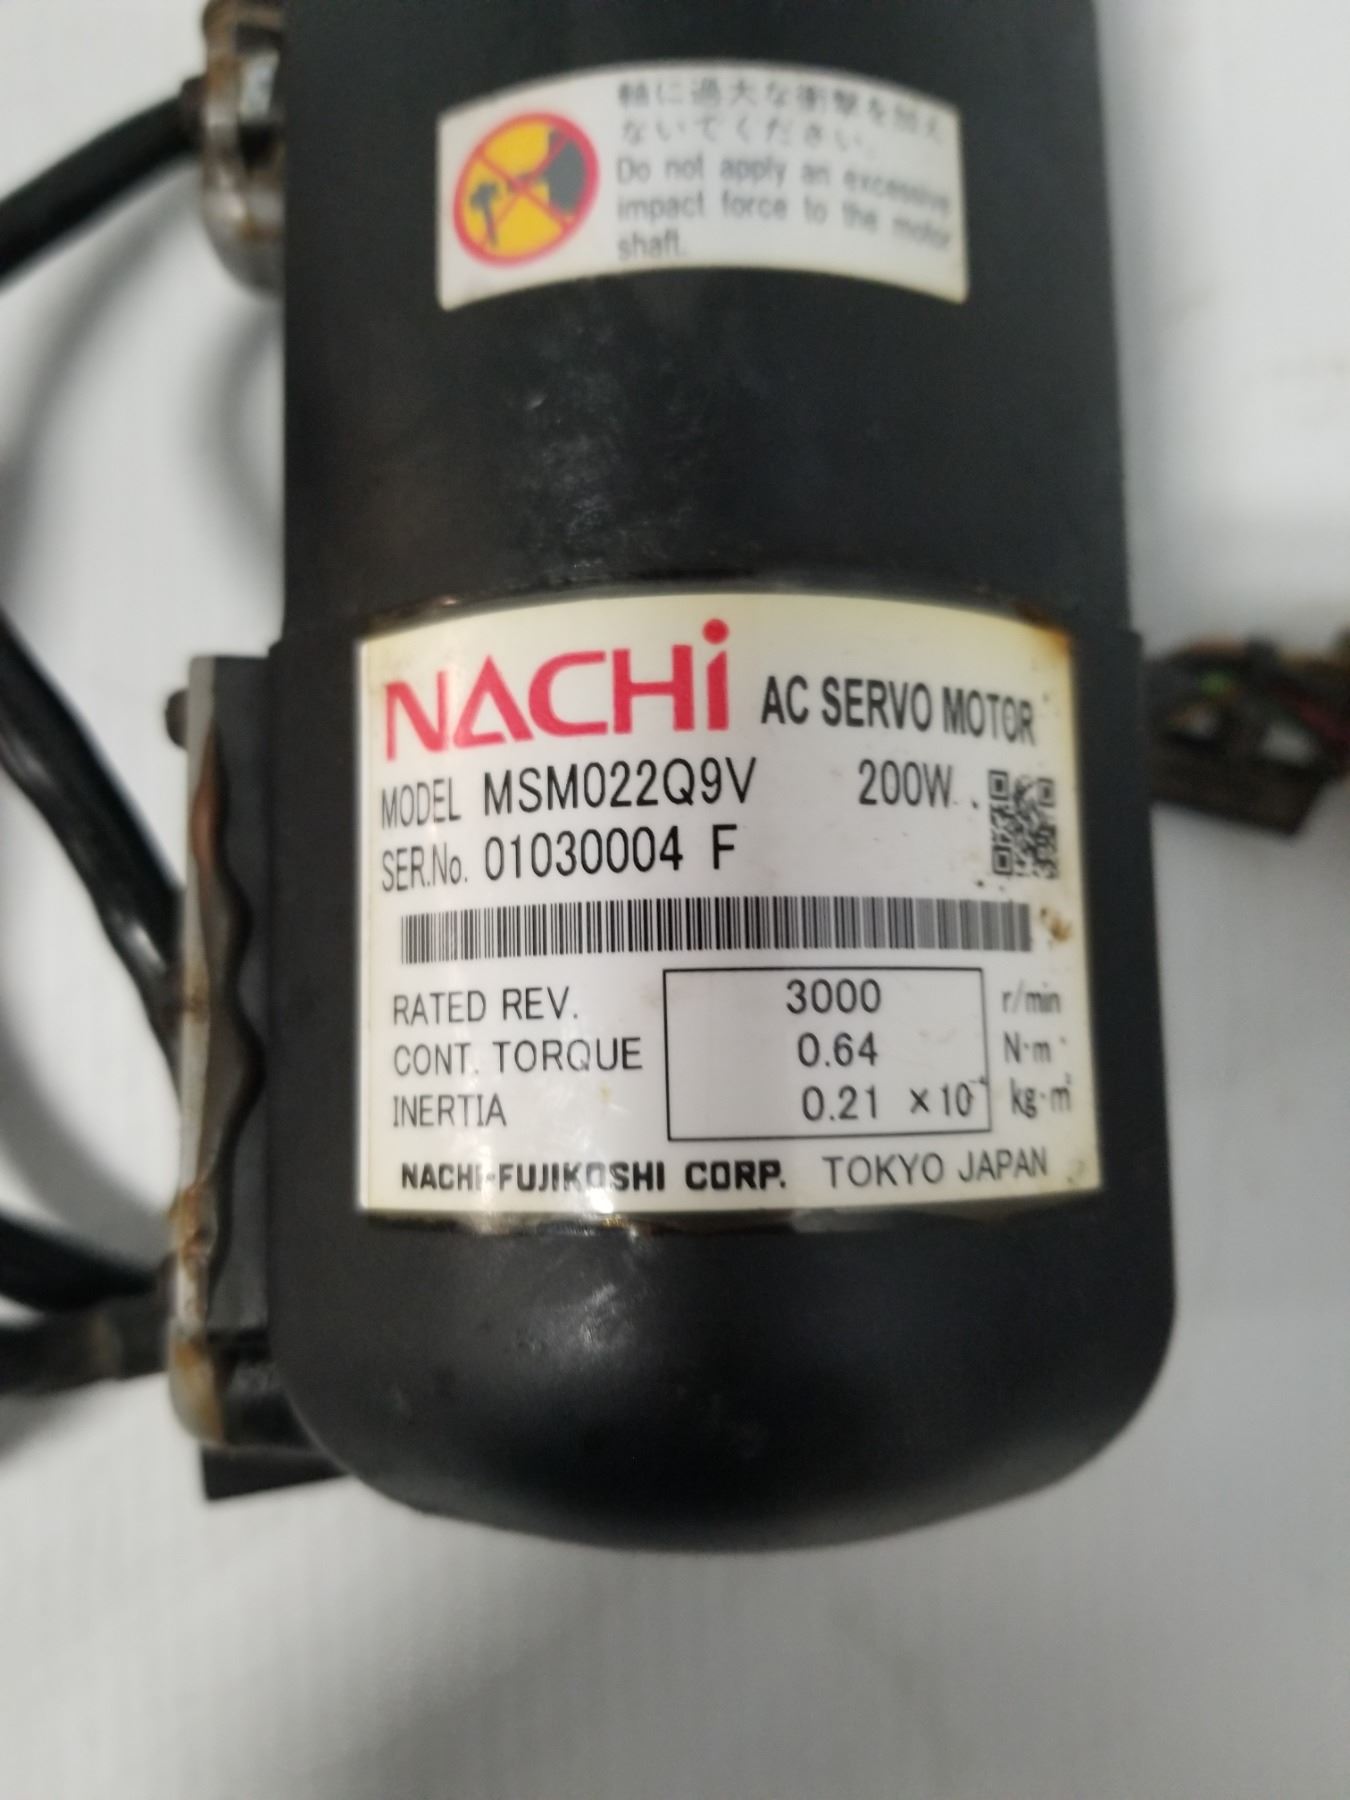 軸に過大な衝撃を加え
ないでください。
Do not apply an excessive
impact force to the motor
shaft.
NACHi AC SERVO MOTOR
MODEL MSM022Q9V 200W
SER.No. 01030004 F
RATED REV. 3000 r/min
CONT. TORQUE 0.64 N·m
INERTIA 0.21 ×10⁻⁴ kg·m²
NACHI-FUJIKOSHI CORP. TOKYO JAPAN